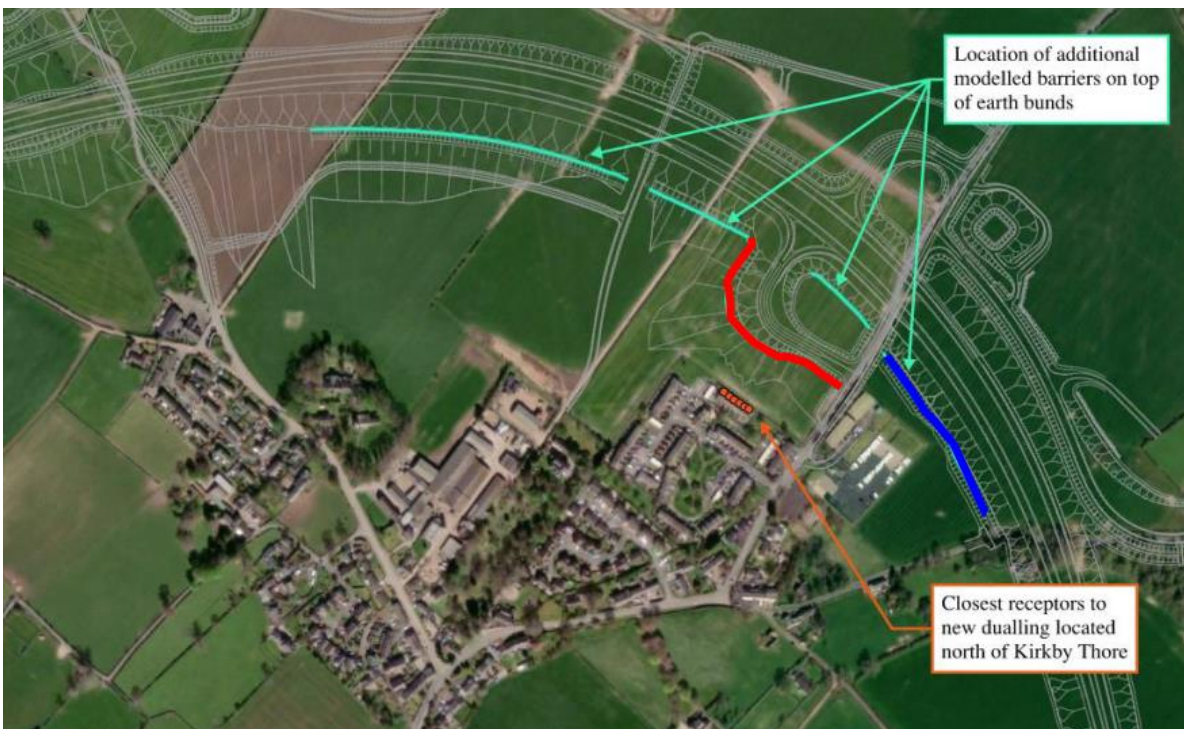 Location of additional
modelled barriers on top
of earth bunds
Closest receptors to
new dualling located
north of Kirkby Thore